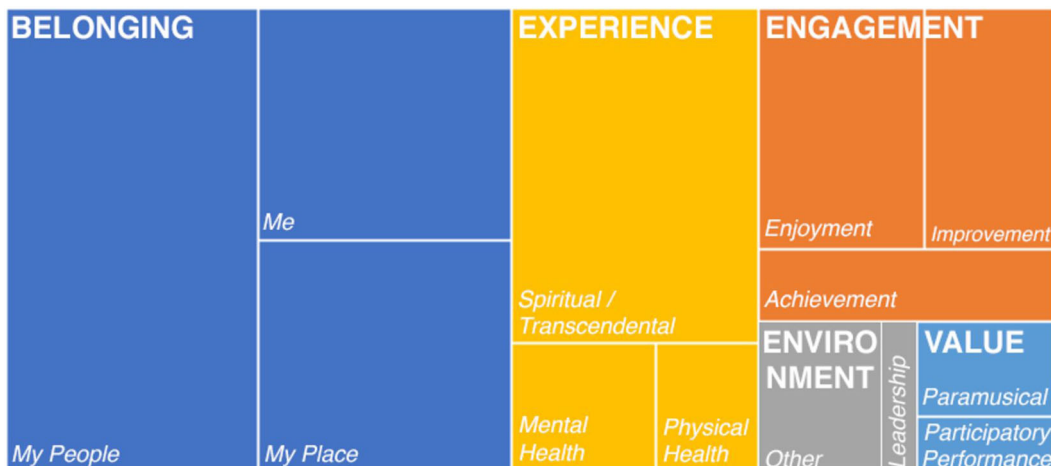 BELONGING
Me
My People
My Place
EXPERIENCE
Spiritual /
Transcendental
Mental
Health
Physical
Health
ENGAGEMENT
Enjoyment
Improvement
Achievement
ENVIRO
NMENT
Other
Leadership
VALUE
Paramusical
Participatory
Performance